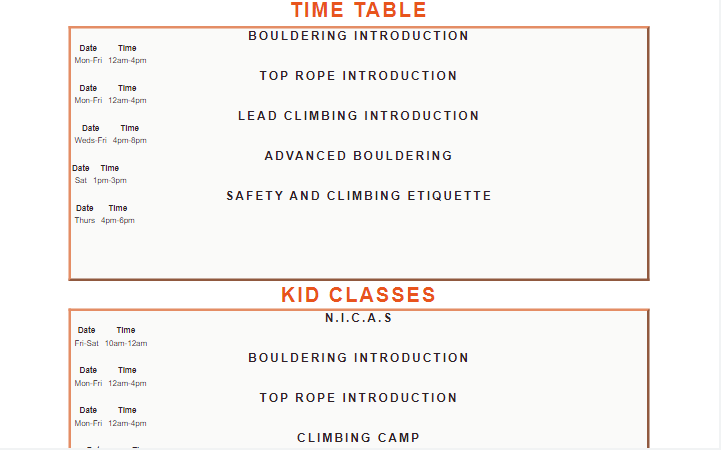 TIME TABLE
BOULDERING INTRODUCTION
Date Time
Mon-Fri 12am-4pm
TOP ROPE INTRODUCTION
Date Time
Mon-Fri 12am-4pm
LEAD CLIMBING INTRODUCTION
Date Time
Weds-Fri 4pm-8pm
ADVANCED BOULDERING
Date Time
Sat 1pm-3pm
SAFETY AND CLIMBING ETIQUETTE
Date Time
Thurs 4pm-6pm
KID CLASSES
N.I.C.A.S
Date Time
Fri-Sat 10am-12am
BOULDERING INTRODUCTION
Date Time
Mon-Fri 12am-4pm
TOP ROPE INTRODUCTION
Date Time
Mon-Fri 12am-4pm
CLIMBING CAMP